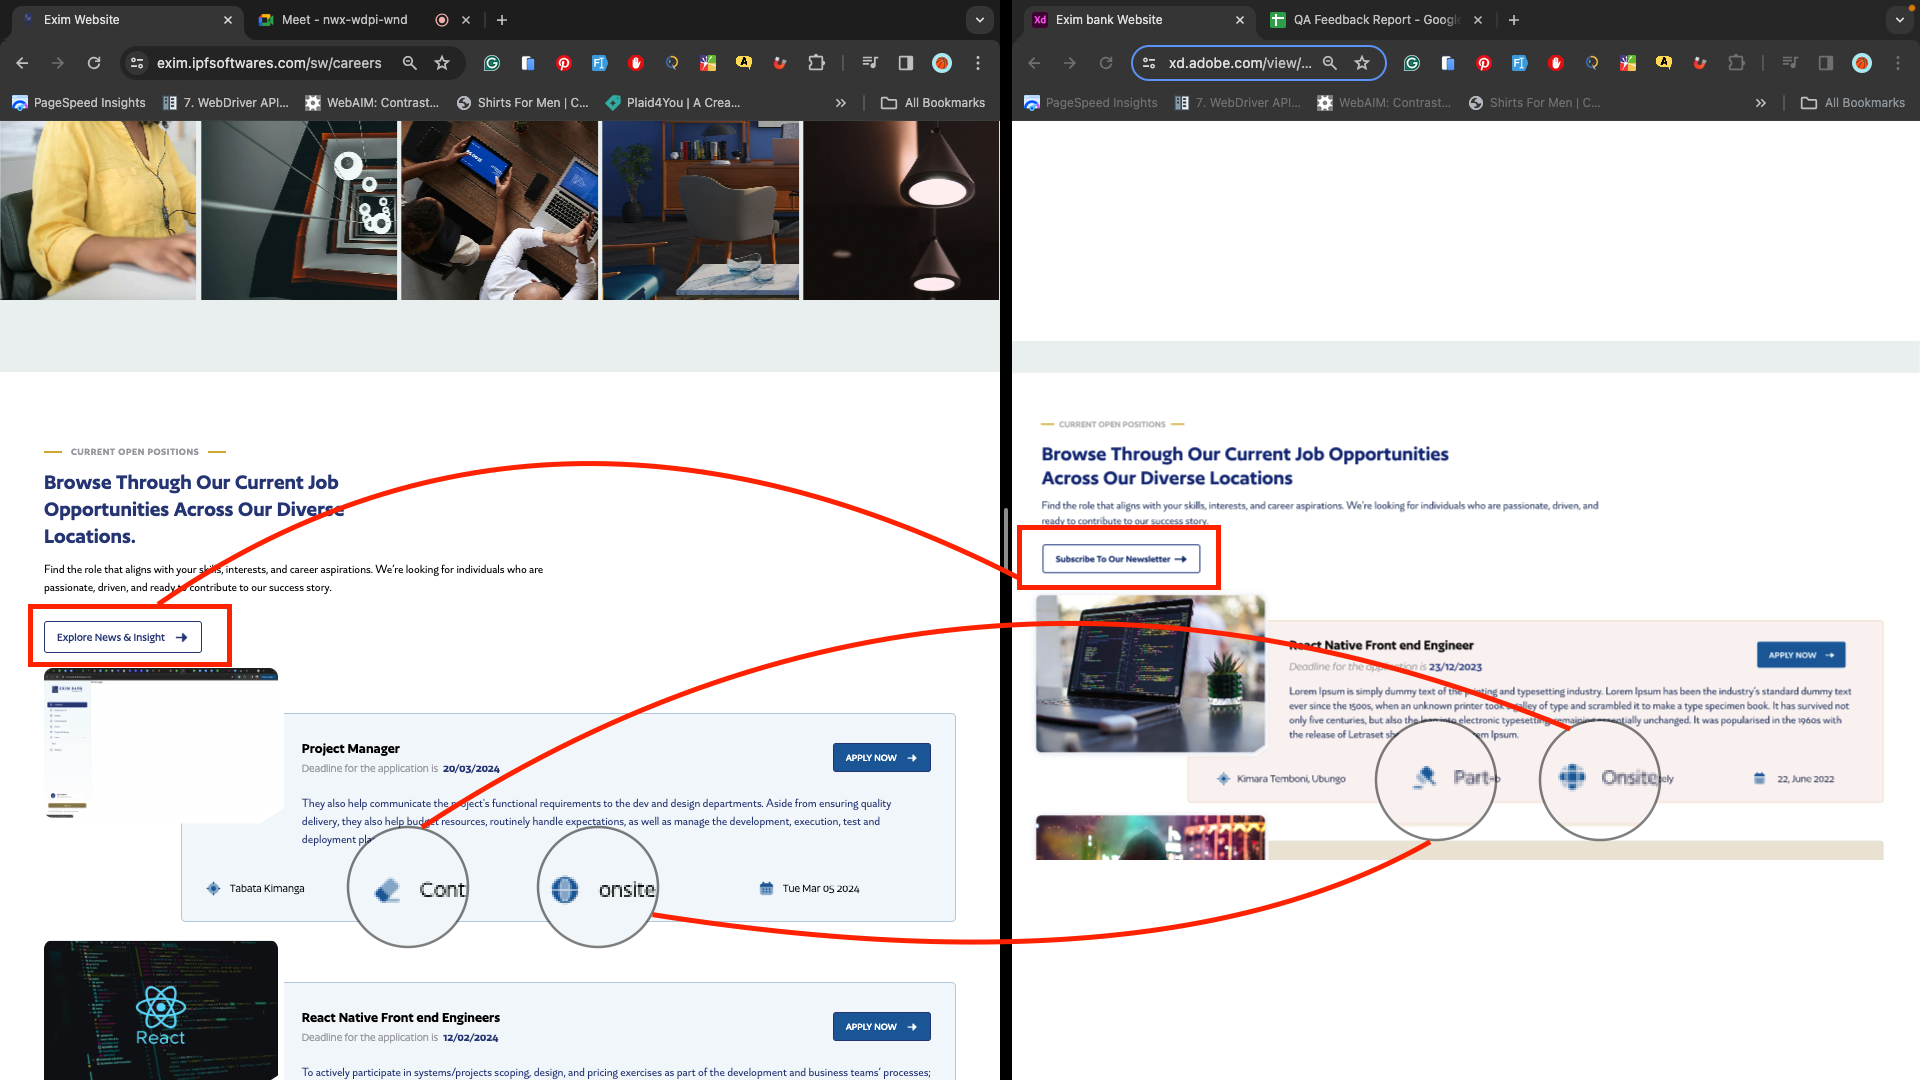 Exim Website
Meet - nwx-wdpi-wnd
exim.ipfsoftwares.com/sw/careers
PageSpeed Insights
7. WebDriver API...
WebAIM: Contrast...
Shirts For Men | C...
Plaid4You | A Crea...
All Bookmarks
CURRENT OPEN POSITIONS
Browse Through Our Current Job
Opportunities Across Our Diverse
Locations.
Find the role that aligns with your skills, interests, and career aspirations. We're looking for individuals who are
passionate, driven, and ready to contribute to our success story.
Explore News & Insight
EXIM BANK
Project Manager
Deadline for the application is 20/03/2024
APPLY NOW
They also help communicate the project's functional requirements to the dev and design departments. Aside from ensuring quality
delivery, they also help budget resources, routinely handle expectations, as well as manage the development, execution, test and
deployment pla
Tabata Kimanga
Cont
onsite
Tue Mar 05 2024
React
React Native Front end Engineers
Deadline for the application is 12/02/2024
APPLY NOW
To actively participate in systems/projects scoping, design, and pricing exercises as part of the development and business teams' processes;
Xd
Exim bank Website
QA Feedback Report - Google
xd.adobe.com/view/...
PageSpeed Insights
7. WebDriver API...
WebAIM: Contrast...
Shirts For Men | C...
All Bookmarks
CURRENT OPEN POSITIONS
Browse Through Our Current Job Opportunities
Across Our Diverse Locations
Find the role that aligns with your skills, interests, and career aspirations. We're looking for individuals who are passionate, driven, and
ready to contribute to our success story.
Subscribe To Our Newsletter
React Native Front end Engineer
Deadline for the application is 23/12/2023
APPLY NOW
Lorem Ipsum is simply dummy text of the printing and typesetting industry. Lorem Ipsum has been the industry's standard dummy text
ever since the 1500s, when an unknown printer took a galley of type and scrambled it to make a type specimen book. It has survived not
only five centuries, but also the leap into electronic typesetting, remaining essentially unchanged. It was popularised in the 1960s with
the release of Letraset sh rem Ipsum.
Kimara Temboni, Ubungo
Part-
Onsite
tely
22, June 2022